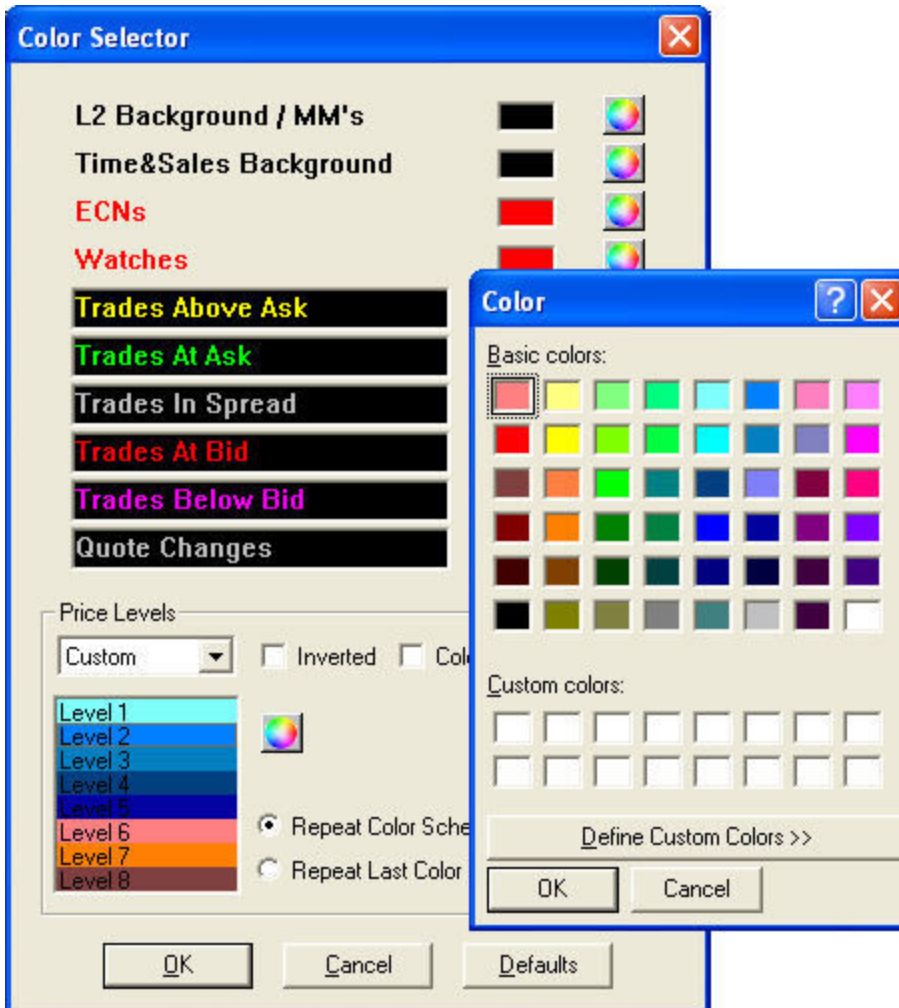 Color Selector
L2 Background / MM's
Time&Sales Background
ECNs
Watches
Trades Above Ask
Trades At Ask
Trades In Spread
Trades At Bid
Trades Below Bid
Quote Changes
Price Levels
Custom
Inverted
Level 1
Level 2
Level 3
Level 4
Level 5
Level 6
Level 7
Level 8
Repeat Color
Repeat Last Color
OK
Cancel
Defaults
Color
?
Basic colors:
Custom colors:
Define Custom Colors >>
OK
Cancel